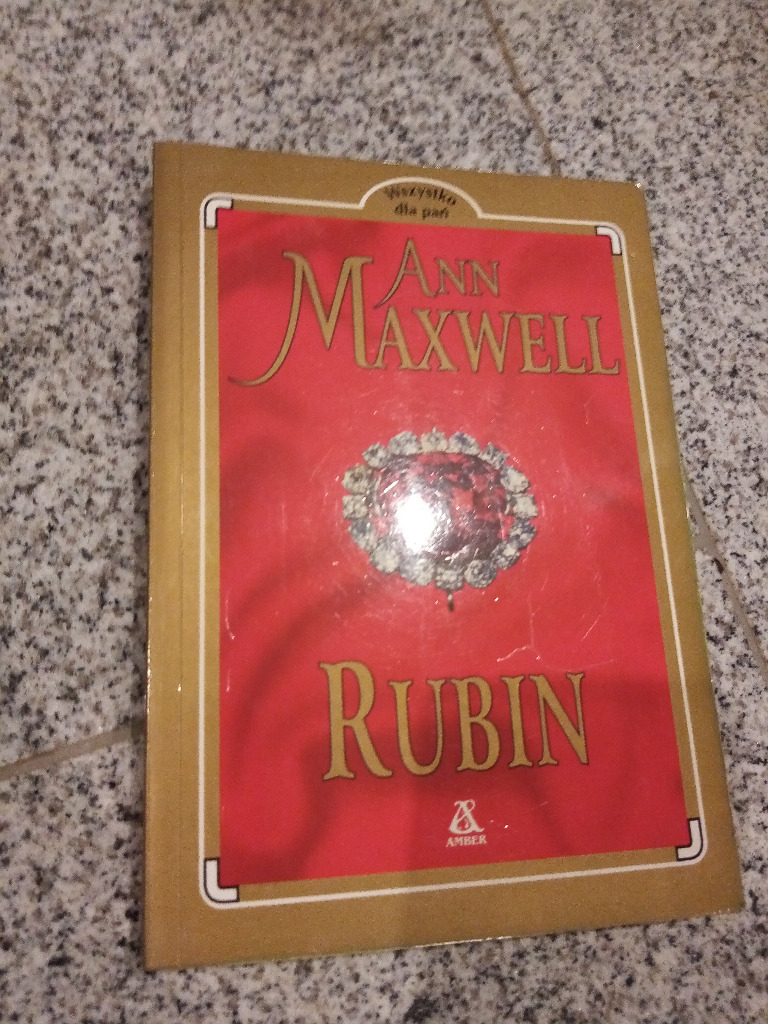 Wszystko
dla pań
ANN
MAXWELL
RUBIN
AMBER